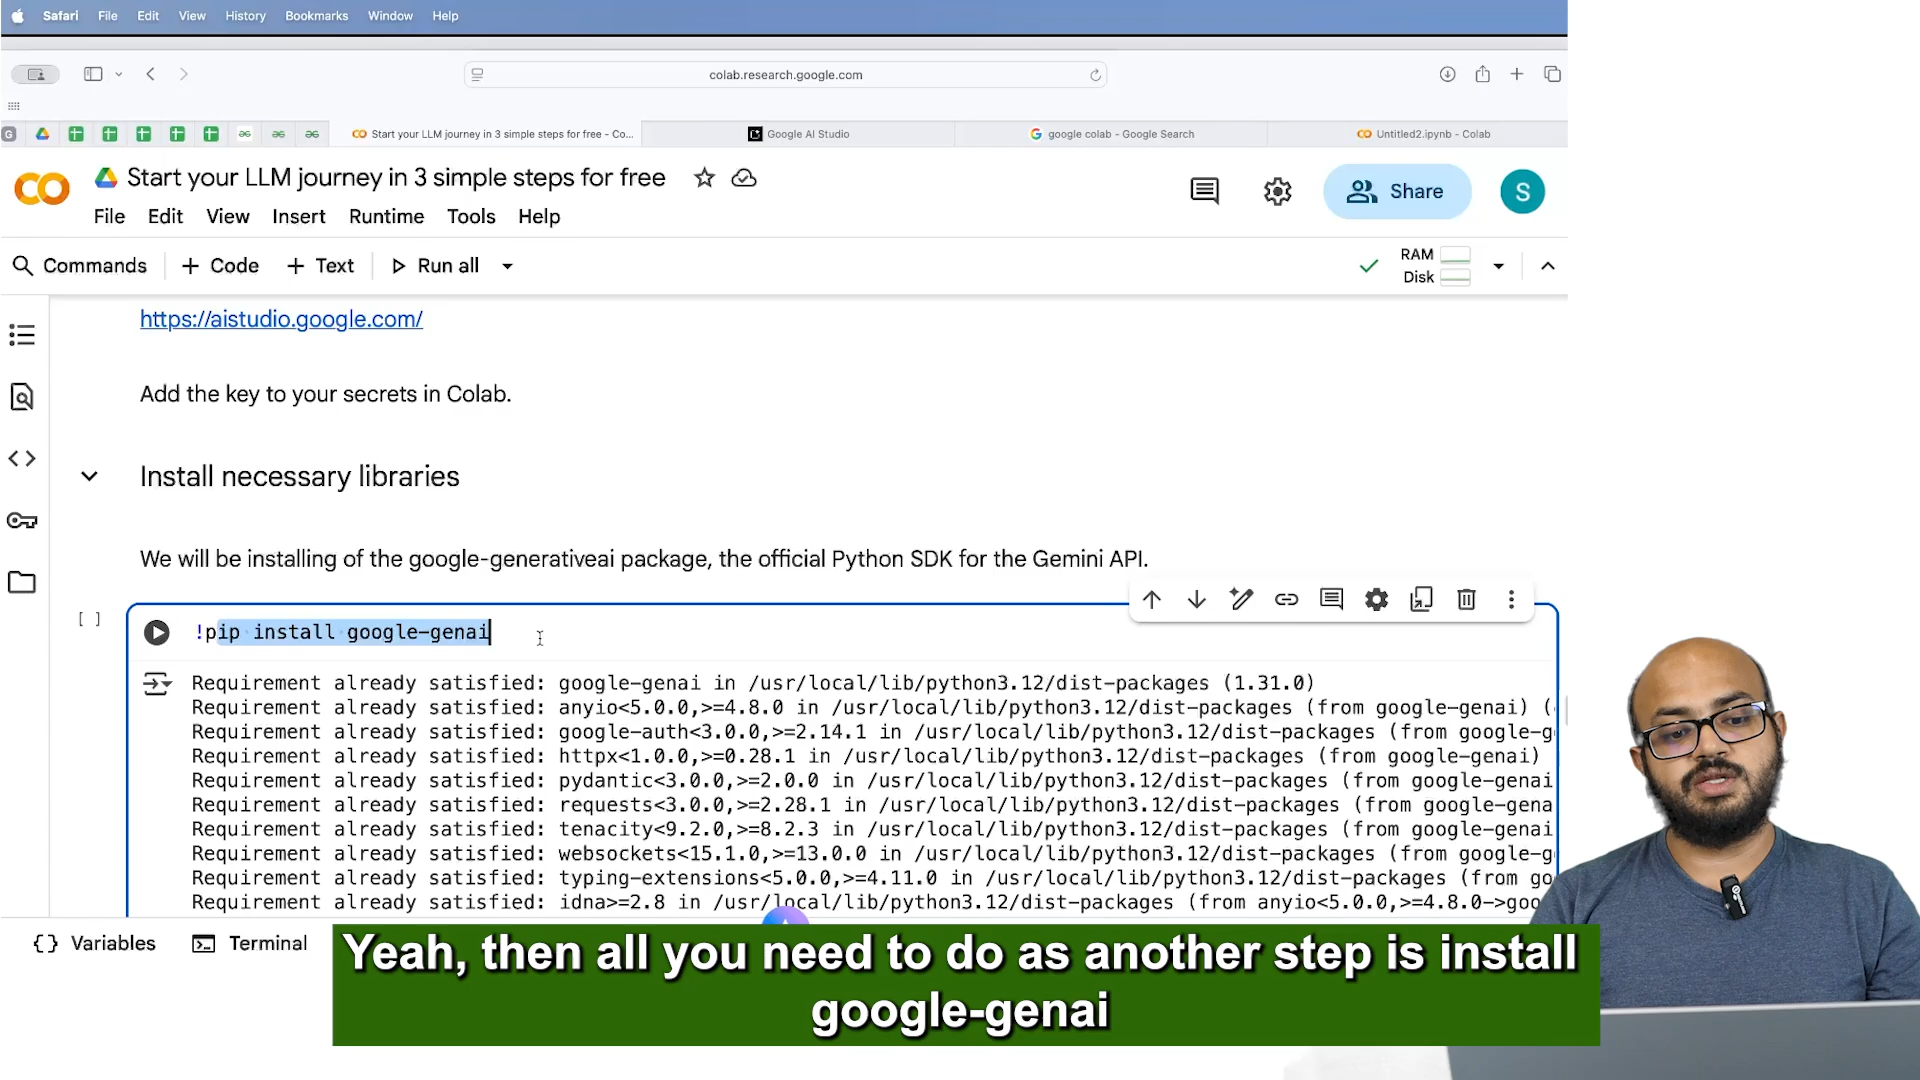 Safari File Edit View History Bookmarks Window Help
colab.research.google.com
G
Start your LLM journey in 3 simple steps for free - Co... Google AI Studio google colab - Google Search Untitled2.ipynb - Colab
Start your LLM journey in 3 simple steps for free
Share
S
File Edit View Insert Runtime Tools Help
Commands + Code + Text Run all
RAM
Disk
https://aistudio.google.com/
Add the key to your secrets in Colab.
Install necessary libraries
We will be installing of the google-generativeai package, the official Python SDK for the Gemini API.
[ ]
!pip install google-genai
Requirement already satisfied: google-genai in /usr/local/lib/python3.12/dist-packages (1.31.0)
Requirement already satisfied: anyio<5.0.0,>=4.8.0 in /usr/local/lib/python3.12/dist-packages (from google-genai) (
Requirement already satisfied: google-auth<3.0.0,>=2.14.1 in /usr/local/lib/python3.12/dist-packages (from google-g
Requirement already satisfied: httpx<1.0.0,>=0.28.1 in /usr/local/lib/python3.12/dist-packages (from google-genai)
Requirement already satisfied: pydantic<3.0.0,>=2.0.0 in /usr/local/lib/python3.12/dist-packages (from google-genai
Requirement already satisfied: requests<3.0.0,>=2.28.1 in /usr/local/lib/python3.12/dist-packages (from google-gena
Requirement already satisfied: tenacity<9.2.0,>=8.2.3 in /usr/local/lib/python3.12/dist-packages (from google-genai
Requirement already satisfied: websockets<15.1.0,>=13.0.0 in /usr/local/lib/python3.12/dist-packages (from google-g
Requirement already satisfied: typing-extensions<5.0.0,>=4.11.0 in /usr/local/lib/python3.12/dist-packages (from go
Requirement already satisfied: idna>=2.8 in /usr/local/lib/python3.12/dist-packages (from anyio<5.0.0,>=4.8.0->goo
Variables Terminal
Yeah, then all you need to do as another step is install
google-genai